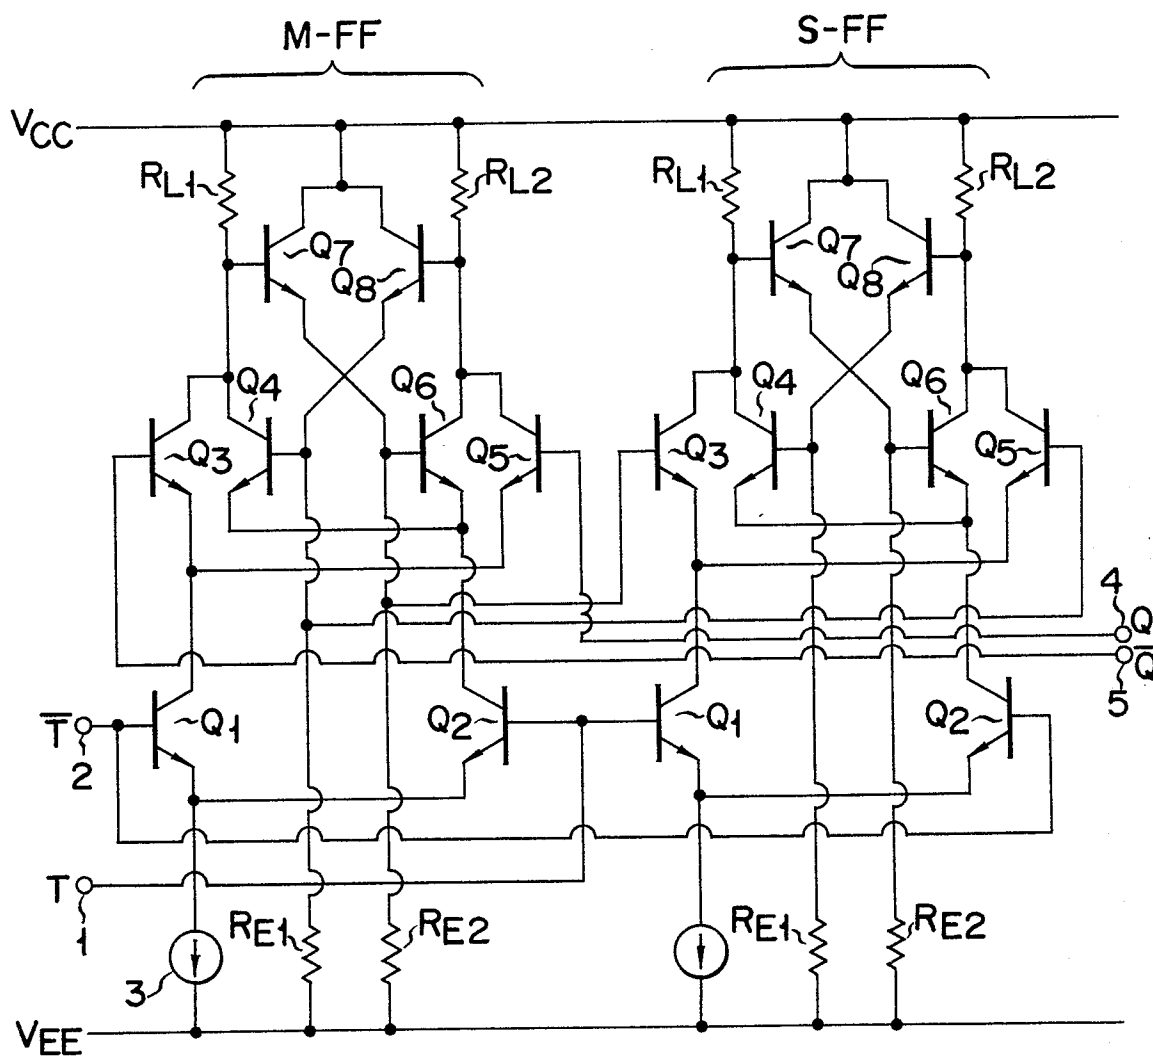 M-FF S-FF
VCC
RL1 RL2 RL1 RL2
Q7 Q7
Q8 Q8
Q4 Q6 Q4 Q6
Q3 Q5 Q3 Q5
4
Q
Q̅
5
T̅ Q1 Q2 Q1 Q2
2
T
1
RE1 RE2 RE1 RE2
3
VEE